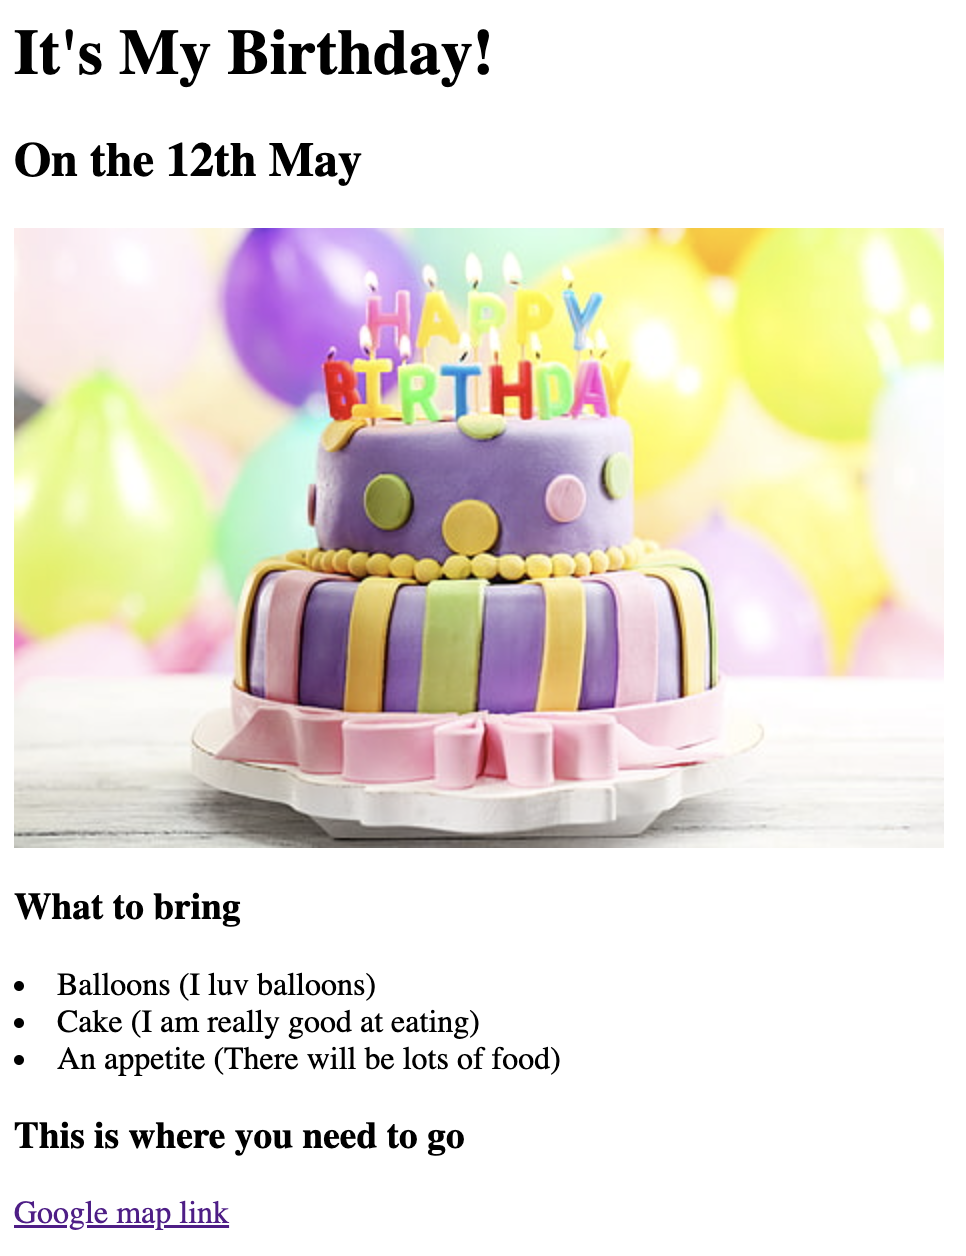 It's My Birthday!
On the 12th May
HAPPY
BIRTHDAY
What to bring
Balloons (I luv balloons)
Cake (I am really good at eating)
An appetite (There will be lots of food)
This is where you need to go
Google map link